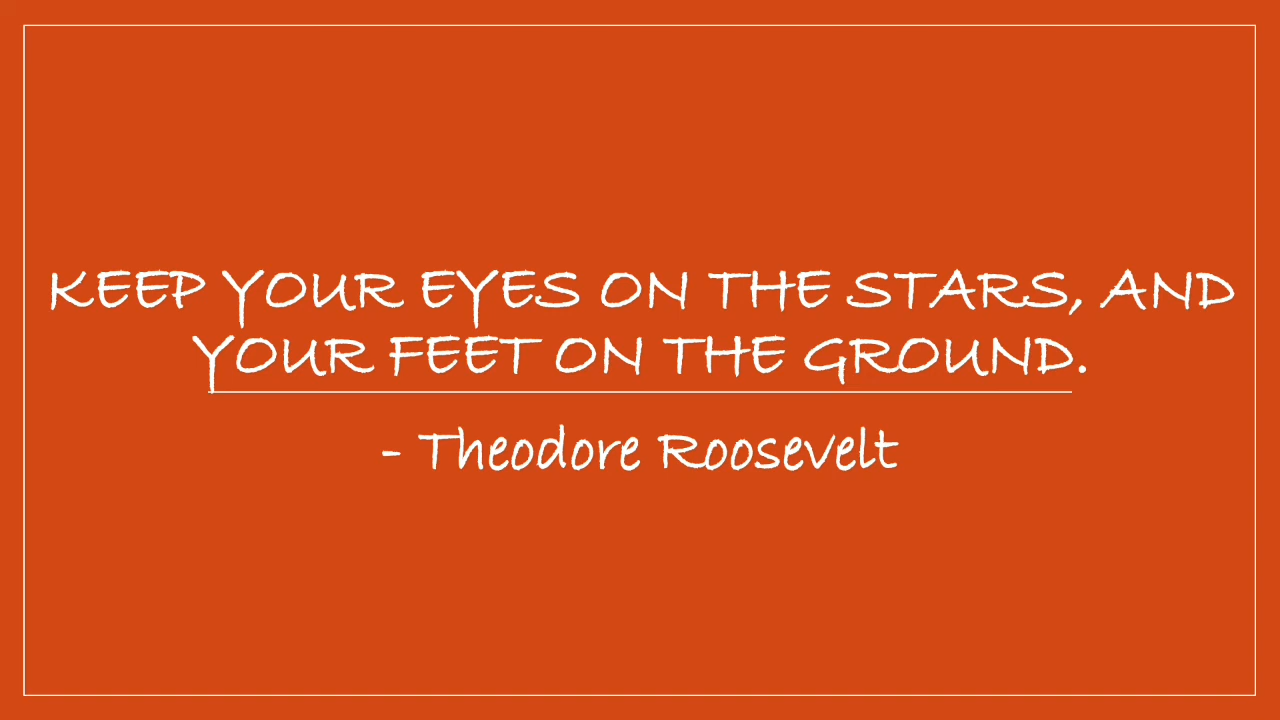 KEEP YOUR EYES ON THE STARS, AND
YOUR FEET ON THE GROUND.
- Theodore Roosevelt